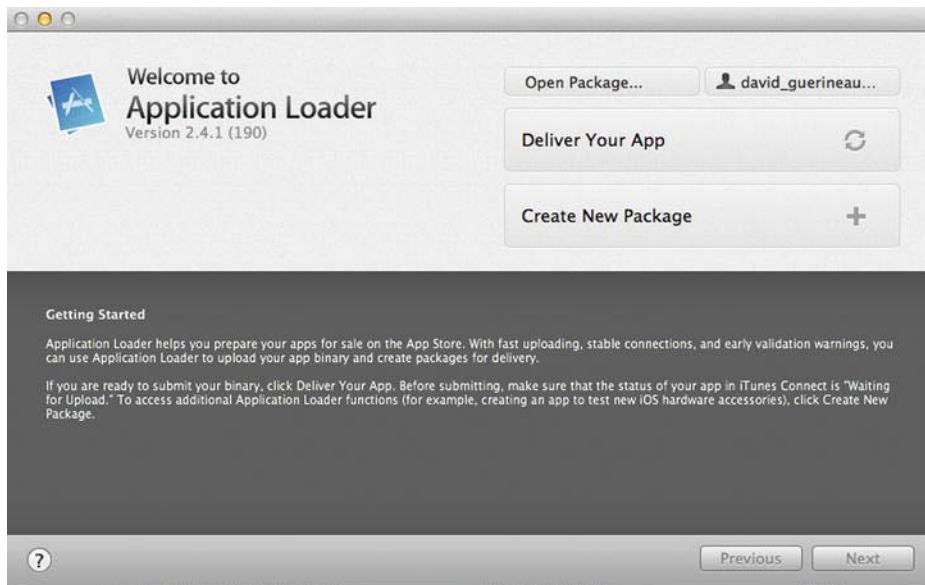 Welcome to
Application Loader
Version 2.4.1 (190)
Open Package...
david_guerineau...
Deliver Your App
Create New Package
Getting Started
Application Loader helps you prepare your apps for sale on the App Store. With fast uploading, stable connections, and early validation warnings, you
can use Application Loader to upload your app binary and create packages for delivery.
If you are ready to submit your binary, click Deliver Your App. Before submitting, make sure that the status of your app in iTunes Connect is "Waiting
for Upload." To access additional Application Loader functions (for example, creating an app to test new iOS hardware accessories), click Create New
Package.
?
Previous
Next